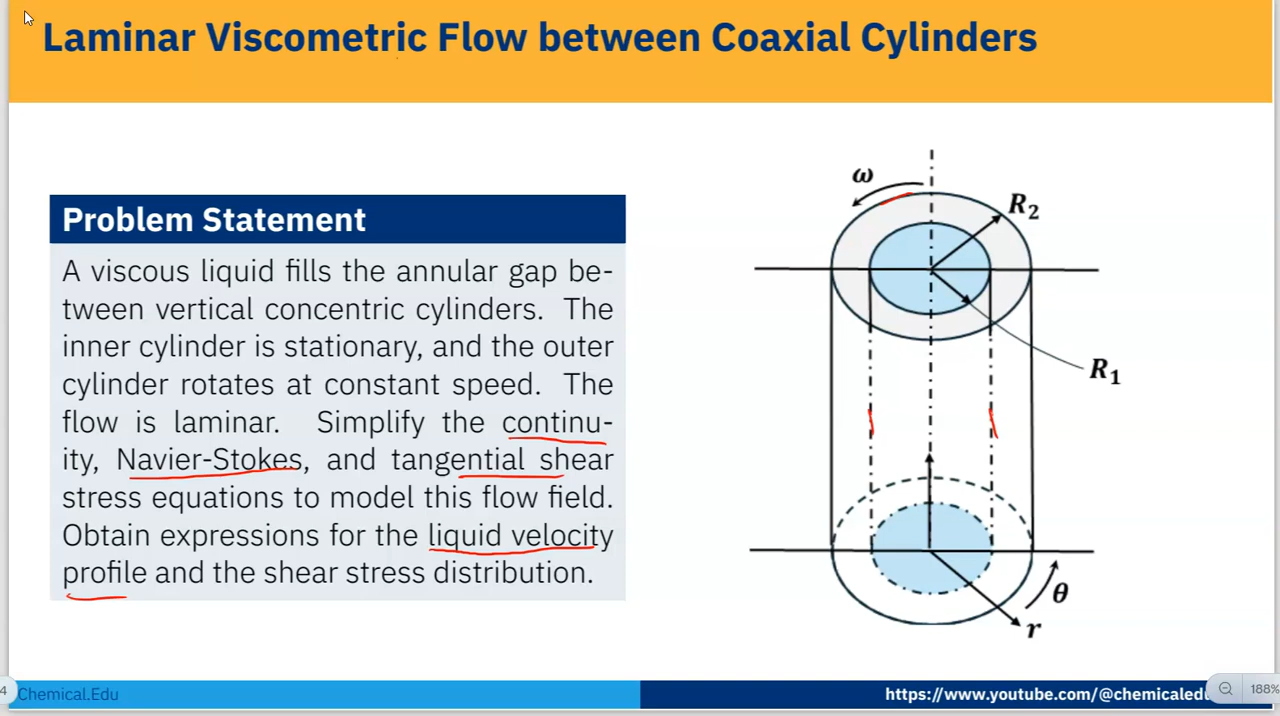 Laminar Viscometric Flow between Coaxial Cylinders
Problem Statement
A viscous liquid fills the annular gap be-
tween vertical concentric cylinders. The
inner cylinder is stationary, and the outer
cylinder rotates at constant speed. The
flow is laminar. Simplify the continu-
ity, Navier-Stokes, and tangential shear
stress equations to model this flow field.
Obtain expressions for the liquid velocity
profile and the shear stress distribution.
ω
R₂
R₁
θ
r
4
Chemical.Edu
https://www.youtube.com/@chemicaledu
188%